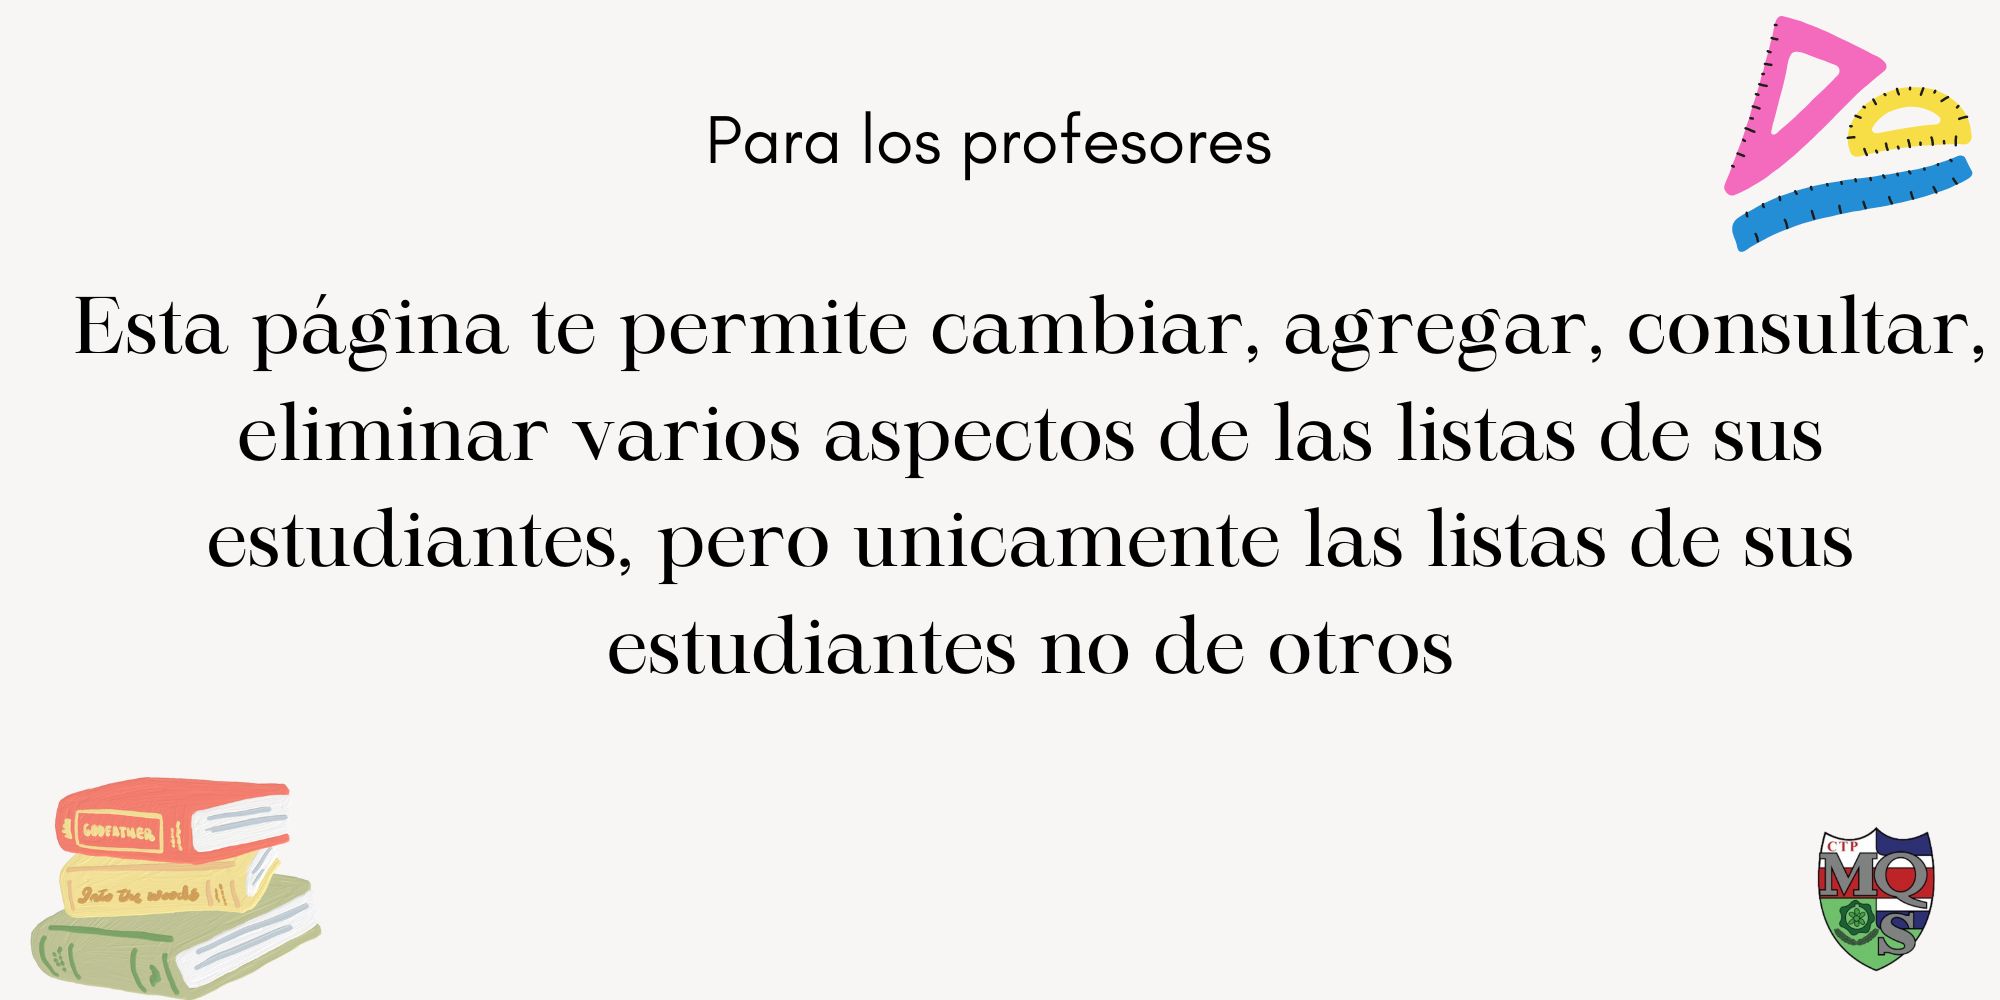 Para los profesores
Esta página te permite cambiar, agregar, consultar,
eliminar varios aspectos de las listas de sus
estudiantes, pero unicamente las listas de sus
estudiantes no de otros
GODFATHER
Into the woods
CTP
MQ
S